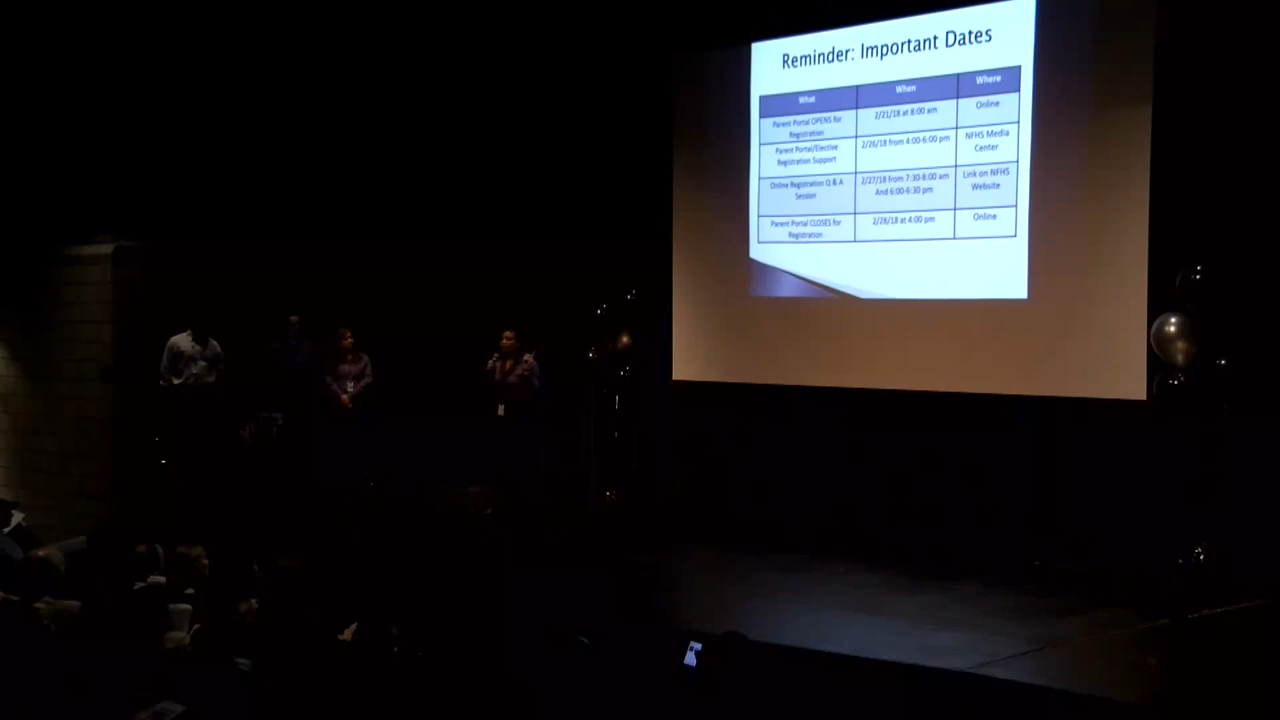 Reminder: Important Dates
What When Where
Parent Portal OPENS for
Registration
2/21/18 at 8:00 am
Online
Parent Portal/Elective
Registration Support
2/26/18 from 4:00-6:00 pm
NFHS Media
Center
Online Registration Q & A
Session
2/27/18 from 7:30-8:00 am
And 6:00-6:30 pm
Link on NFHS
Website
Parent Portal CLOSES for
Registration
2/28/18 at 4:00 pm
Online